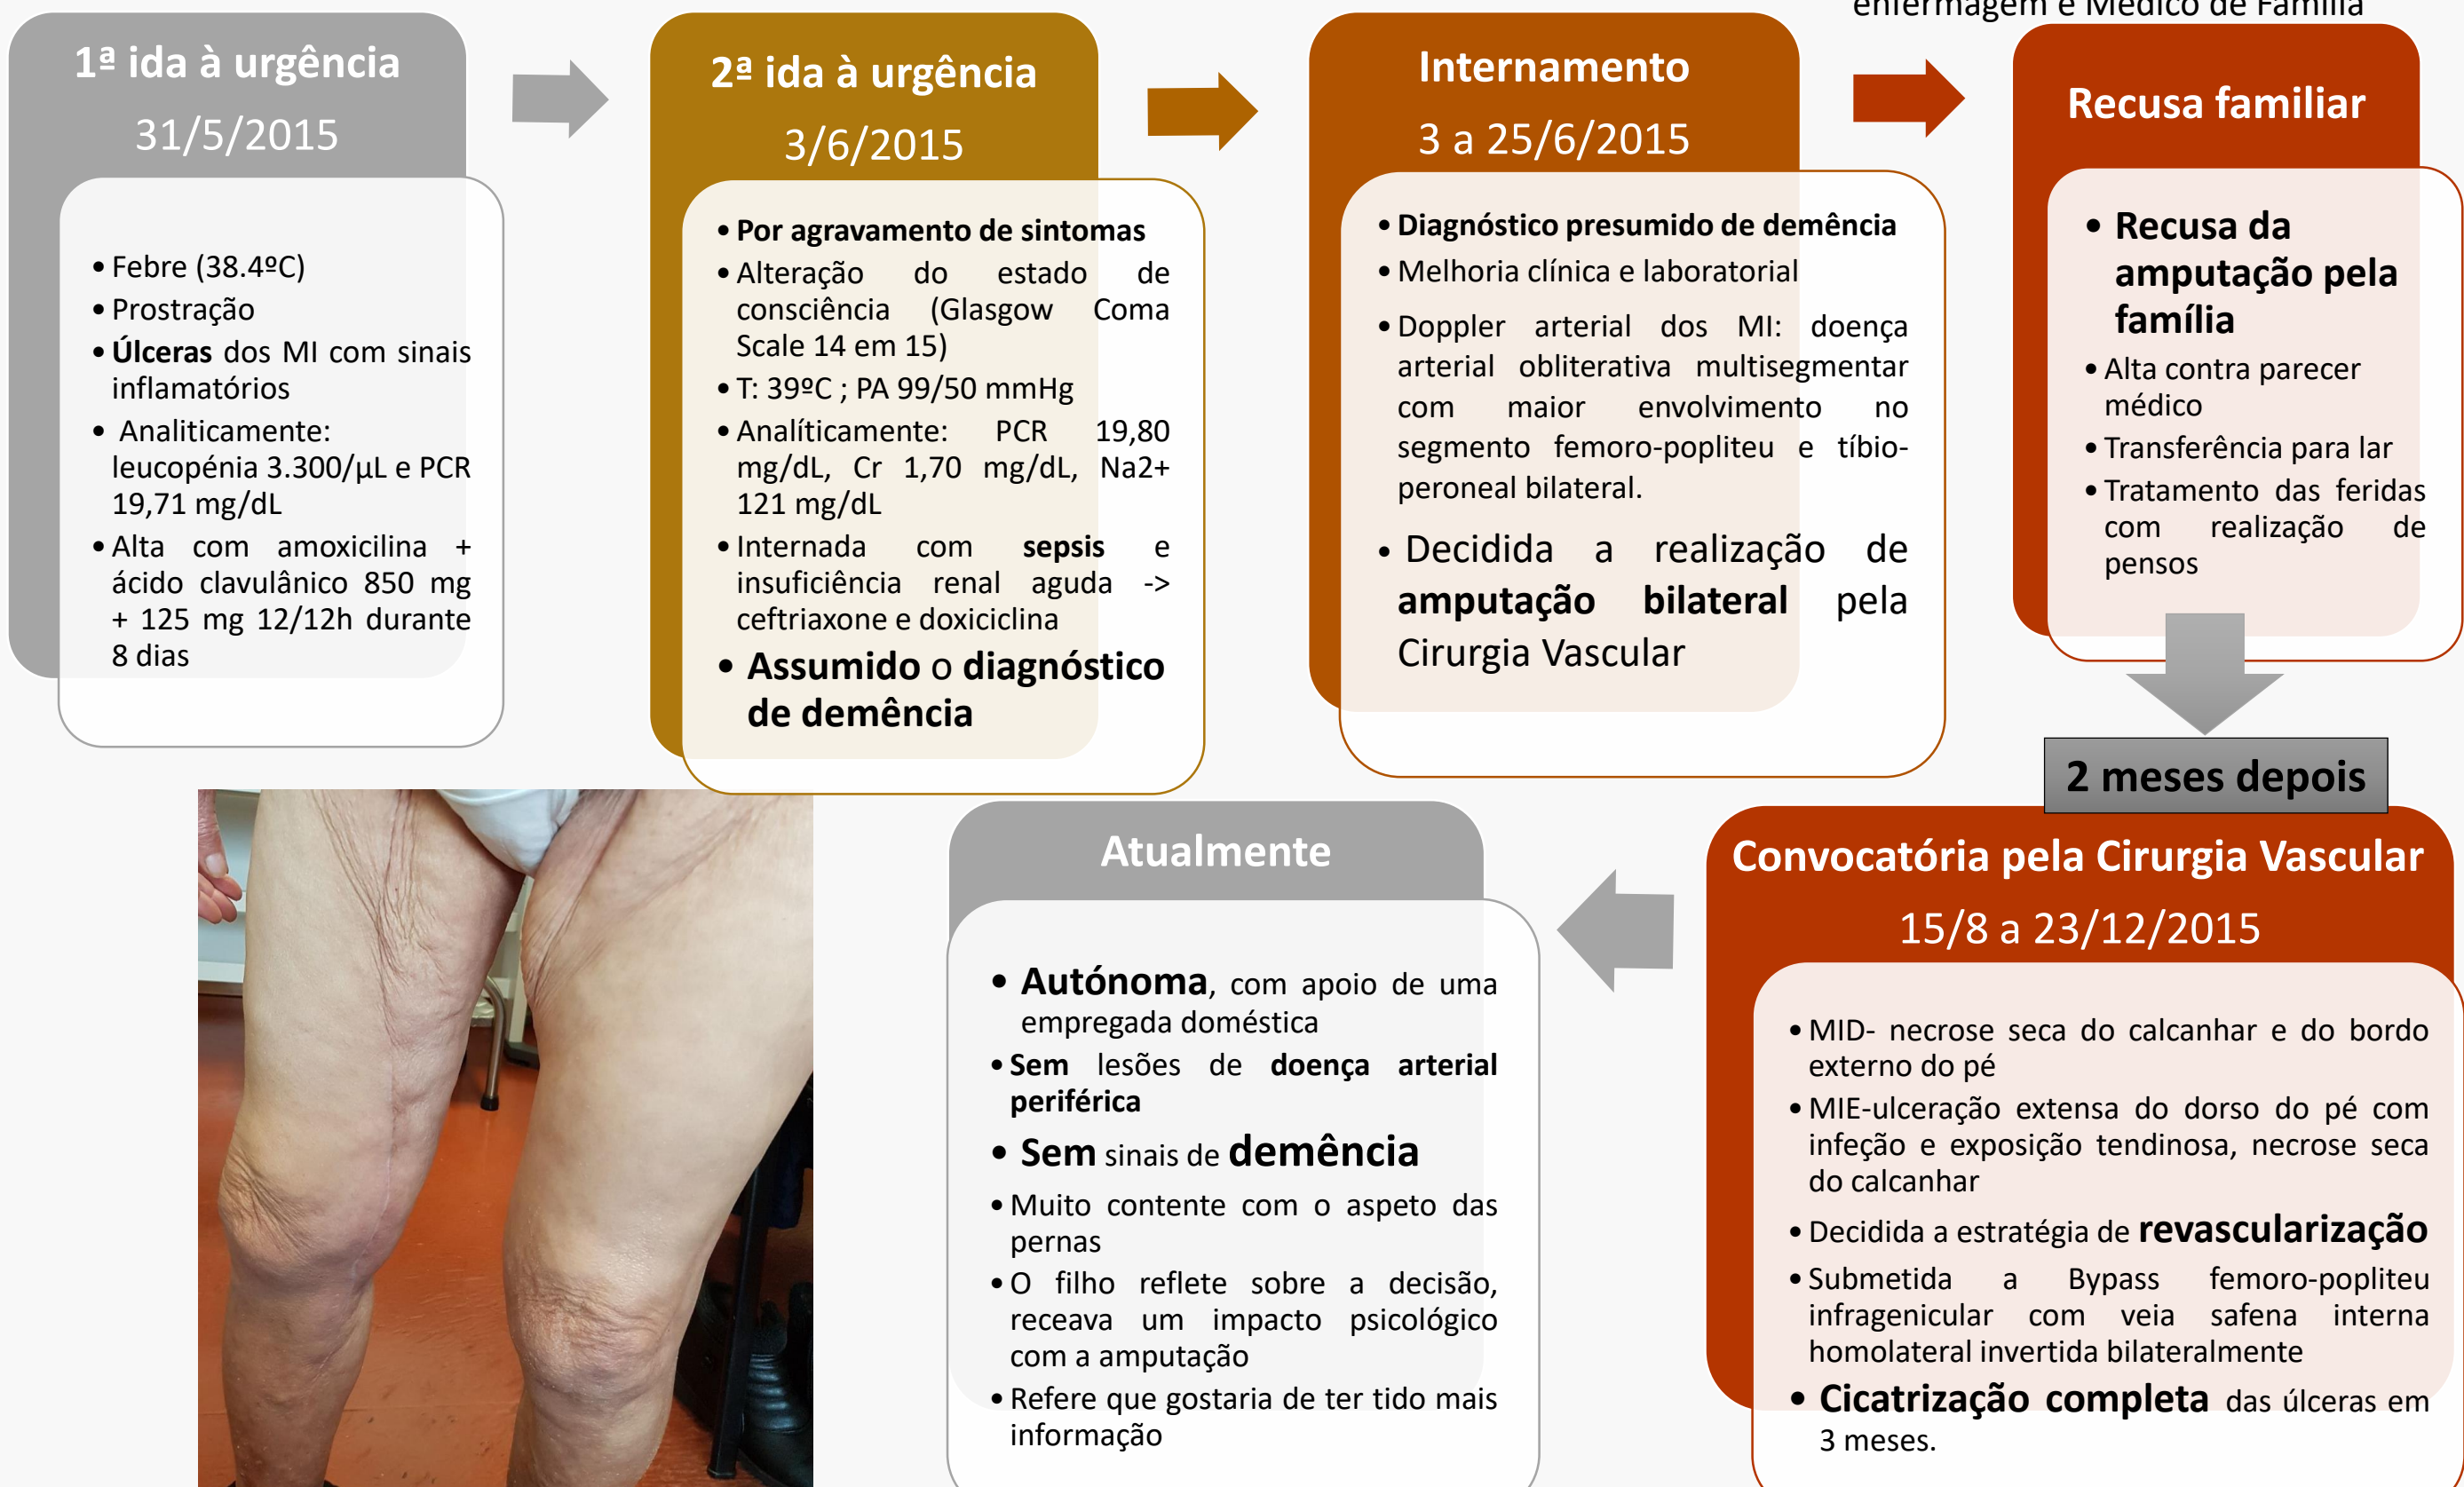 enfermagem e Médico de Família
1ª ida à urgência
31/5/2015
• Febre (38.4ºC)
• Prostração
• Úlceras dos MI com sinais
inflamatórios
• Analiticamente:
leucopénia 3.300/µL e PCR
19,71 mg/dL
• Alta com amoxicilina +
ácido clavulânico 850 mg
+ 125 mg 12/12h durante
8 dias
2ª ida à urgência
3/6/2015
• Por agravamento de sintomas
• Alteração do estado de
consciência (Glasgow Coma
Scale 14 em 15)
• T: 39ºC ; PA 99/50 mmHg
• Analíticamente: PCR 19,80
mg/dL, Cr 1,70 mg/dL, Na2+
121 mg/dL
• Internada com sepsis e
insuficiência renal aguda ->
ceftriaxone e doxiciclina
• Assumido o diagnóstico
de demência
Internamento
3 a 25/6/2015
• Diagnóstico presumido de demência
• Melhoria clínica e laboratorial
• Doppler arterial dos MI: doença
arterial obliterativa multisegmentar
com maior envolvimento no
segmento femoro-popliteu e tíbio-
peroneal bilateral.
• Decidida a realização de
amputação bilateral pela
Cirurgia Vascular
Recusa familiar
• Recusa da
amputação pela
família
• Alta contra parecer
médico
• Transferência para lar
• Tratamento das feridas
com realização de
pensos
2 meses depois
Convocatória pela Cirurgia Vascular
15/8 a 23/12/2015
• MID- necrose seca do calcanhar e do bordo
externo do pé
• MIE-ulceração extensa do dorso do pé com
infeção e exposição tendinosa, necrose seca
do calcanhar
• Decidida a estratégia de revascularização
• Submetida a Bypass femoro-popliteu
infragenicular com veia safena interna
homolateral invertida bilateralmente
• Cicatrização completa das úlceras em
3 meses.
Atualmente
• Autónoma, com apoio de uma
empregada doméstica
• Sem lesões de doença arterial
periférica
• Sem sinais de demência
• Muito contente com o aspeto das
pernas
• O filho reflete sobre a decisão,
receava um impacto psicológico
com a amputação
• Refere que gostaria de ter tido mais
informação